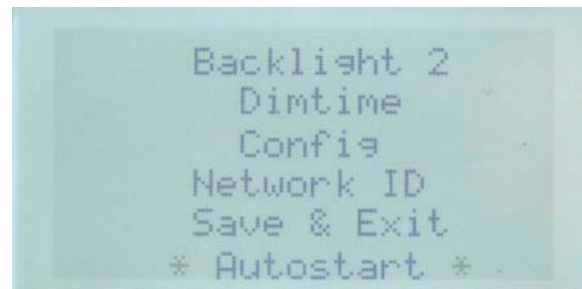 Backlight 2
Dimtime
Config
Network ID
Save & Exit
* Autostart *